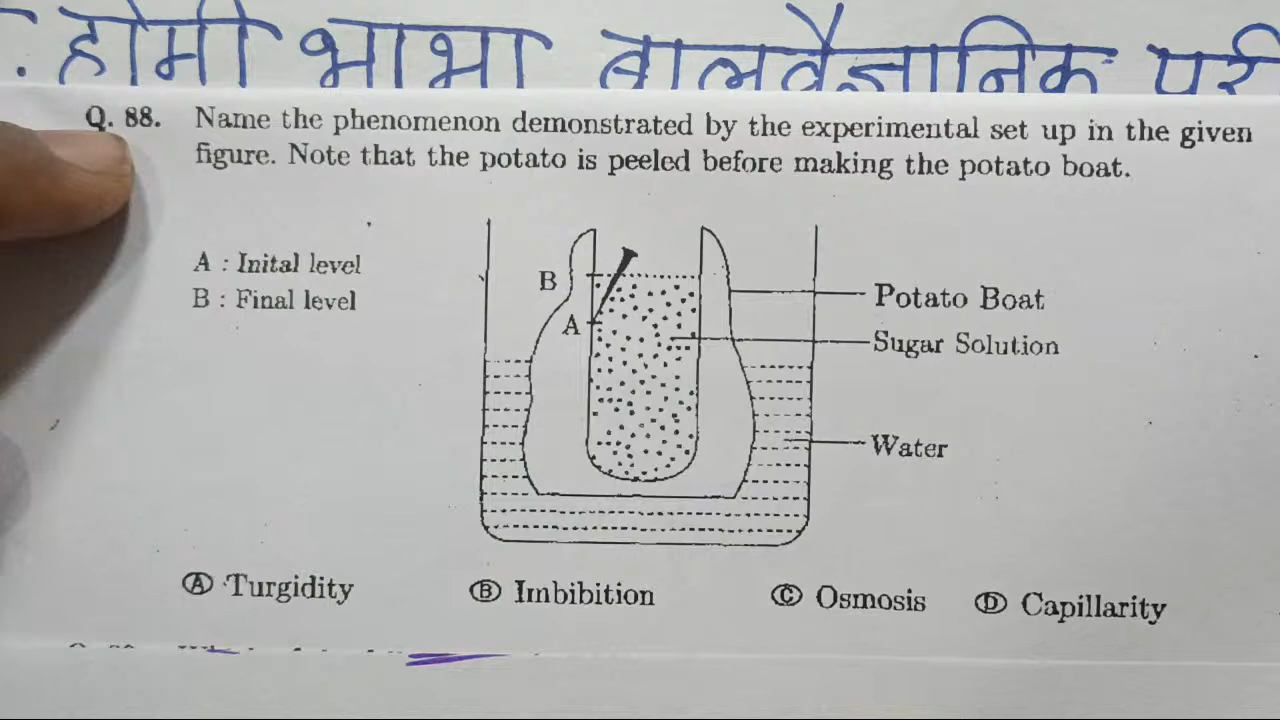 . होमी भाभा बालवैज्ञानिक परी
Q. 88. Name the phenomenon demonstrated by the experimental set up in the given
figure. Note that the potato is peeled before making the potato boat.
A : Inital level
B : Final level
B
A
Potato Boat
Sugar Solution
Water
Ⓐ Turgidity Ⓑ Imbibition Ⓒ Osmosis Ⓓ Capillarity